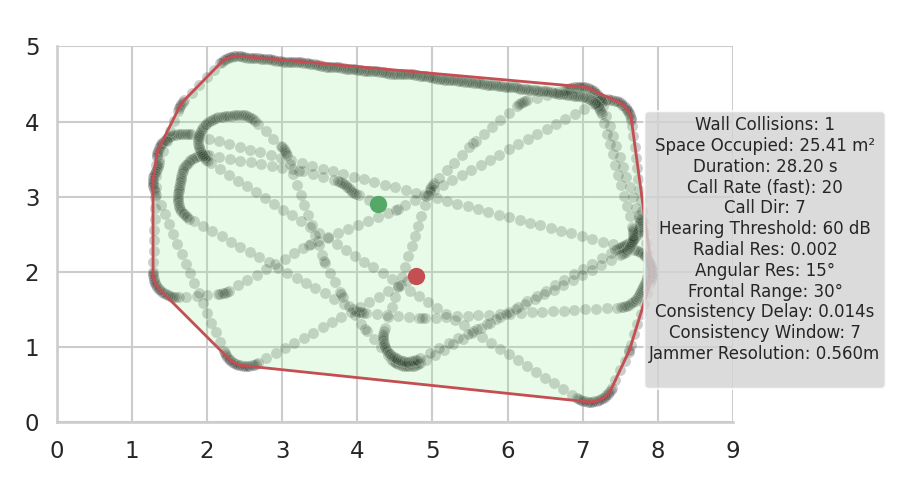 5
4
3
2
1
0
0 1 2 3 4 5 6 7 8 9
Wall Collisions: 1
Space Occupied: 25.41 m²
Duration: 28.20 s
Call Rate (fast): 20
Call Dir: 7
Hearing Threshold: 60 dB
Radial Res: 0.002
Angular Res: 15°
Frontal Range: 30°
Consistency Delay: 0.014s
Consistency Window: 7
Jammer Resolution: 0.560m